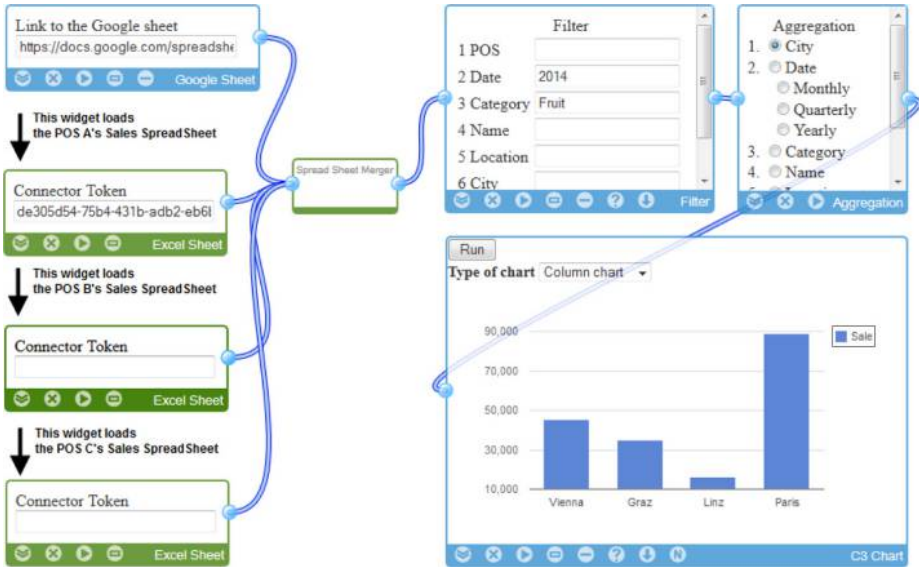 Link to the Google sheet
https://docs.google.com/spreadshe
Google Sheet
This widget loads
the POS A's Sales SpreadSheet
Connector Token
de305d54-75b4-431b-adb2-eb6l
Excel Sheet
This widget loads
the POS B's Sales SpreadSheet
Connector Token
Excel Sheet
This widget loads
the POS C's Sales SpreadSheet
Connector Token
Excel Sheet
Spread Sheet Merger
Filter
1 POS
2 Date 2014
3 Category Fruit
4 Name
5 Location
6 City
Filter
Aggregation
1. City
2. Date
Monthly
Quarterly
Yearly
3. Category
4. Name
Aggregation
Run
Type of chart Column chart
90,000
70,000
50,000
30,000
10,000
Sale
Vienna Graz Linz Paris
N
C3 Chart